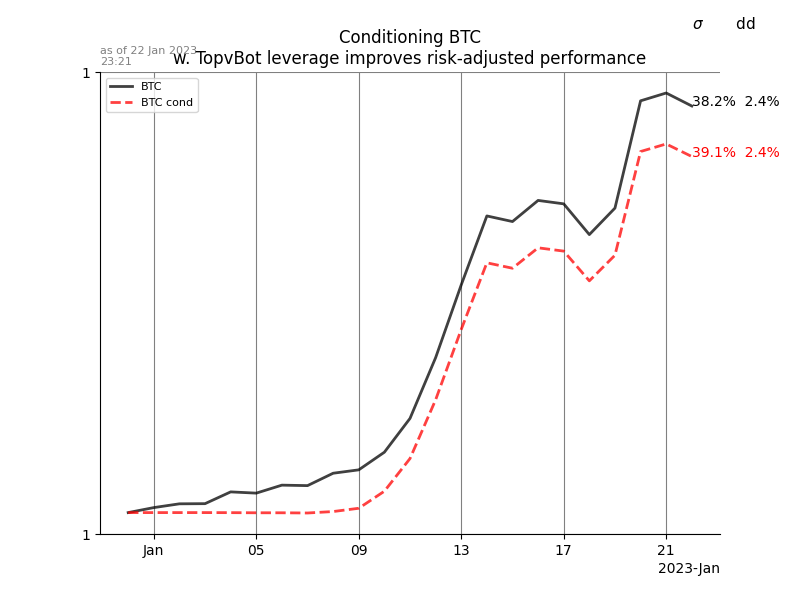 σ dd
Conditioning BTC
as of 22 Jan 2023
23:21
w. TopvBot leverage improves risk-adjusted performance
1
BTC
BTC cond
38.2% 2.4%
39.1% 2.4%
1
Jan 05 09 13 17 21
2023-Jan